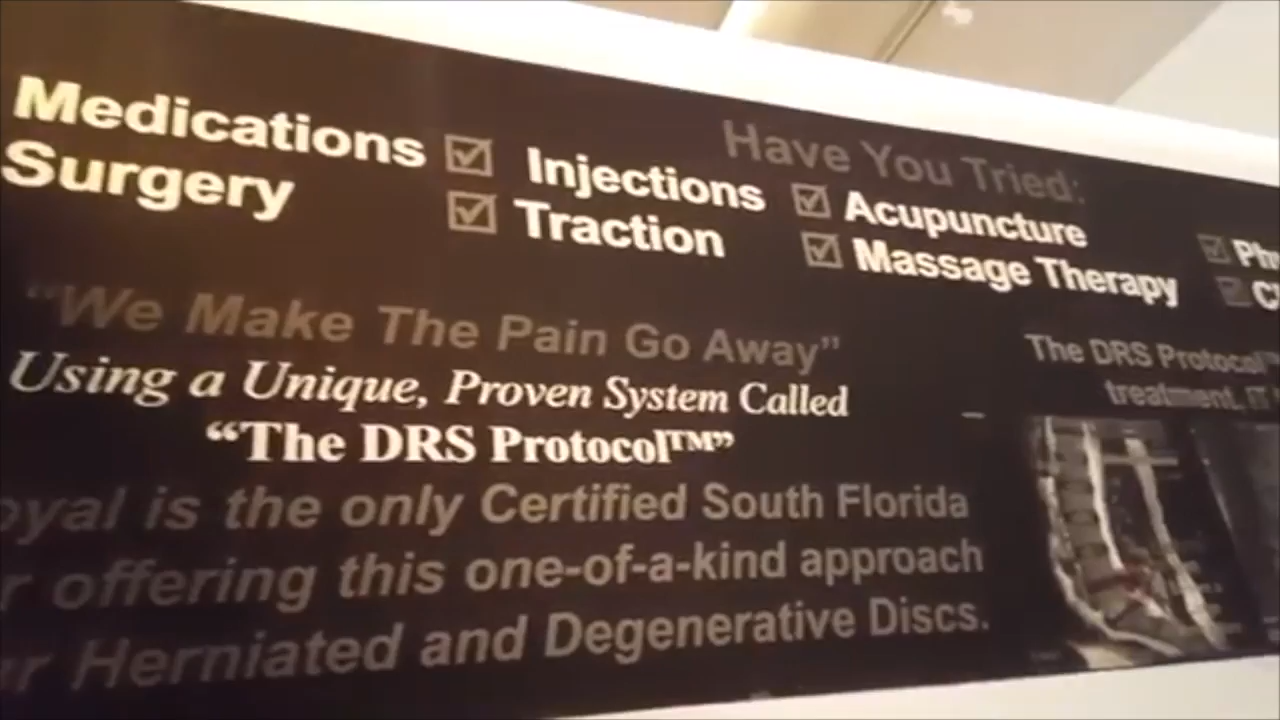 Have You Tried:
Medications ☑ Injections ☑ Acupuncture ☑
Surgery ☑ Traction ☑ Massage Therapy
"We Make The Pain Go Away"
Using a Unique, Proven System Called
"The DRS Protocol™"
is the only Certified South Florida
offering this one-of-a-kind approach
Herniated and Degenerative Discs.
The DRS Protocal™
treatment.